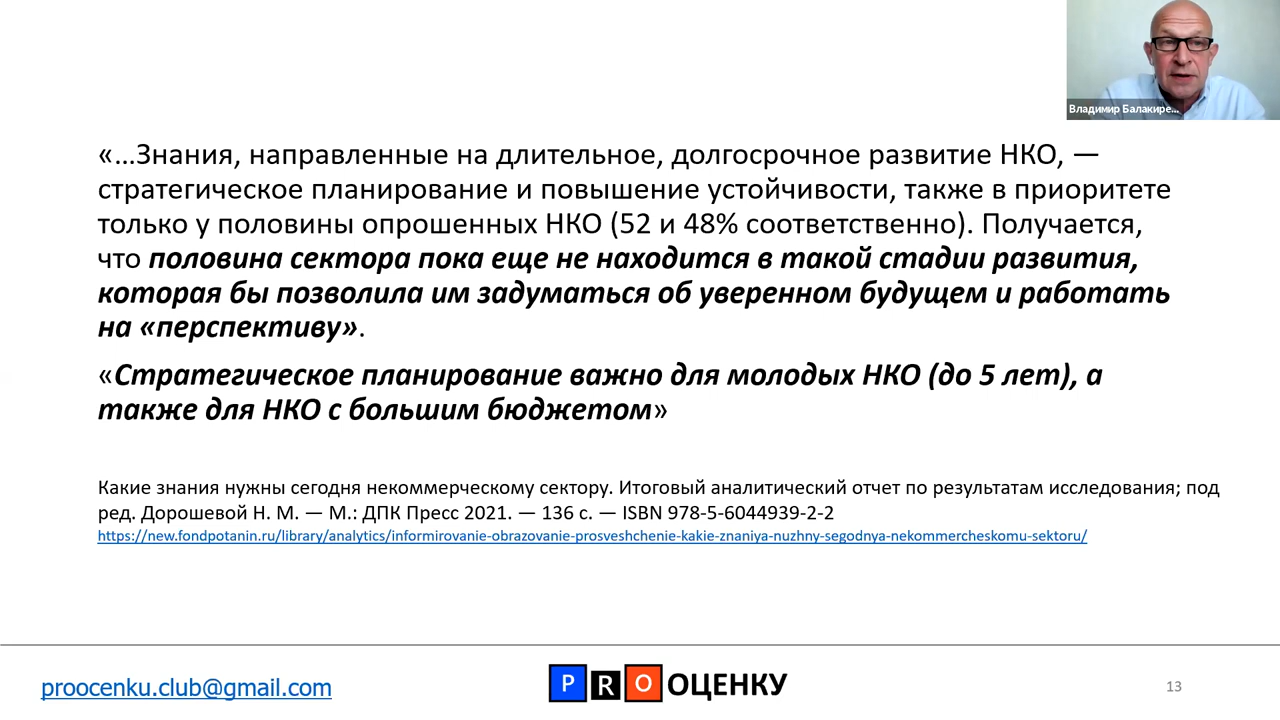 Владимир Балакире...
«…Знания, направленные на длительное, долгосрочное развитие НКО, —
стратегическое планирование и повышение устойчивости, также в приоритете
только у половины опрошенных НКО (52 и 48% соответственно). Получается,
что половина сектора пока еще не находится в такой стадии развития,
которая бы позволила им задуматься об уверенном будущем и работать
на «перспективу».
«Стратегическое планирование важно для молодых НКО (до 5 лет), а
также для НКО с большим бюджетом»
Какие знания нужны сегодня некоммерческому сектору. Итоговый аналитический отчет по результатам исследования; под
ред. Дорошевой Н. М. — М.: ДПК Пресс 2021. — 136 с. — ISBN 978-5-6044939-2-2
https://new.fondpotanin.ru/library/analytics/informirovanie-obrazovanie-prosveshchenie-kakie-znaniya-nuzhny-segodnya-nekommercheskomu-sektoru/
proocenku.club@gmail.com
PRO ОЦЕНКУ
13